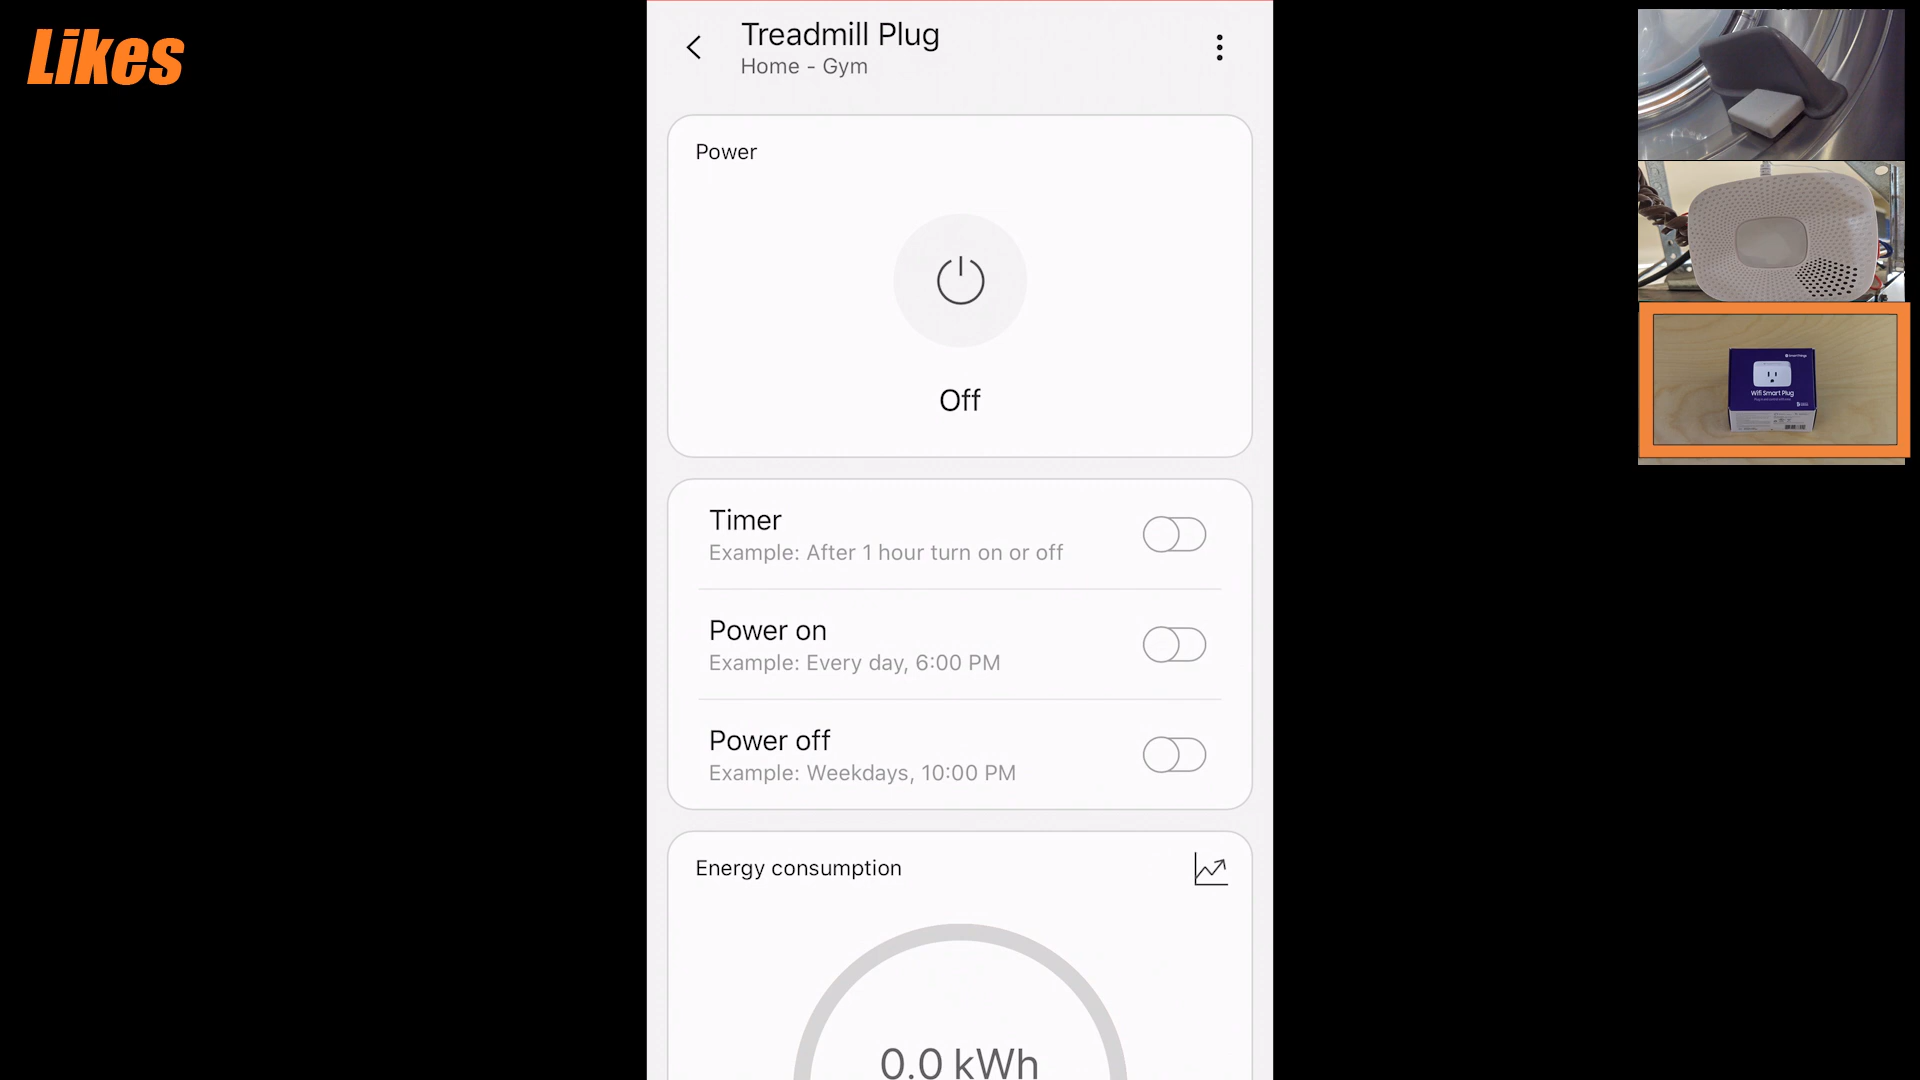 Likes
Treadmill Plug
Home - Gym
Power
Off
Timer
Example: After 1 hour turn on or off
Power on
Example: Every day, 6:00 PM
Power off
Example: Weekdays, 10:00 PM
Energy consumption
0.0 kWh
SmartThings
Wifi Smart Plug